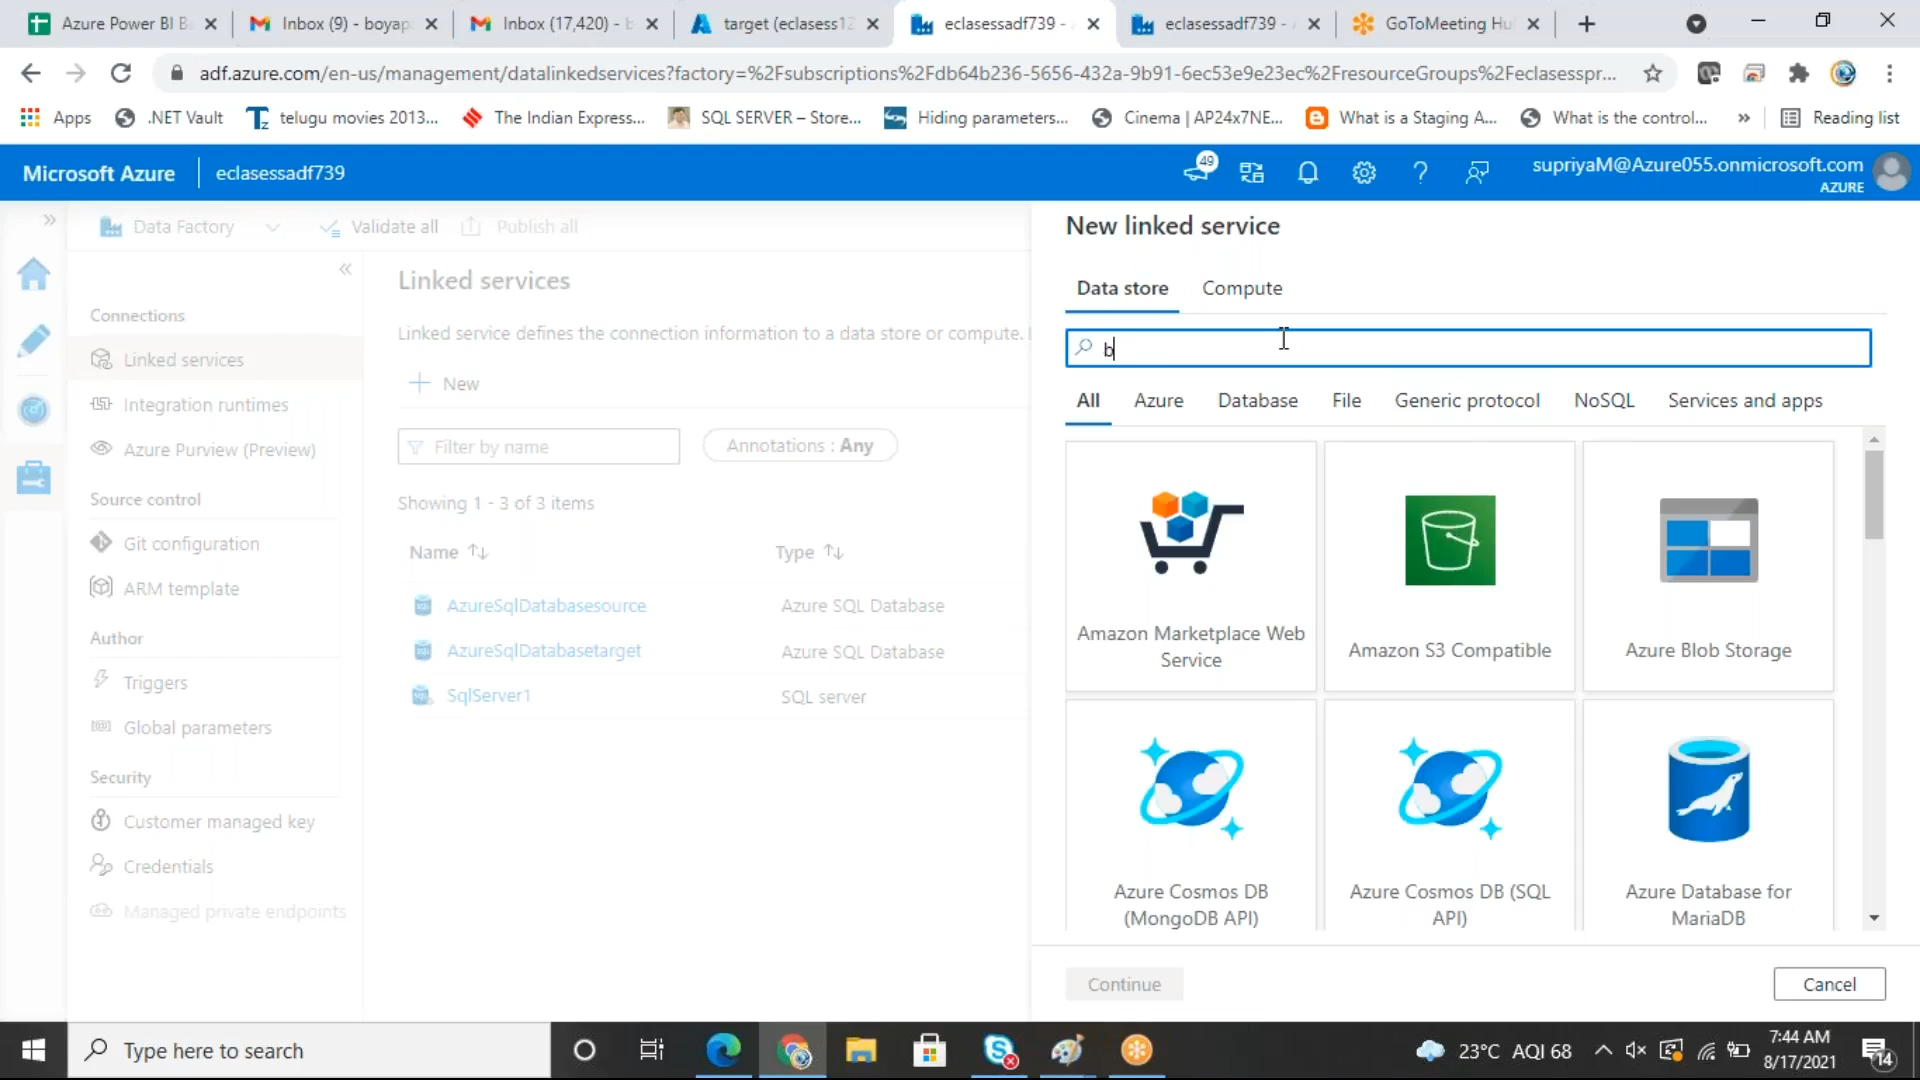 Azure Power BI B
Inbox (9) - boyap
Inbox (17,420) - b
target (eclasess12
eclasessadf739 -
eclasessadf739 - A
GoToMeeting Hu
adf.azure.com/en-us/management/datalinkedservices?factory=%2Fsubscriptions%2Fdb64b236-5656-432a-9b91-6ec53e9e23ec%2FresourceGroups%2Feclasesspr...
Apps
.NET Vault
telugu movies 2013...
The Indian Express...
SQL SERVER – Store...
Hiding parameters...
Cinema | AP24x7NE...
What is a Staging A...
What is the control...
»
Reading list
Microsoft Azure
eclasessadf739
49
supriyaM@Azure055.onmicrosoft.com
AZURE
Data Factory
Validate all
Publish all
Connections
Linked services
Integration runtimes
Azure Purview (Preview)
Source control
Git configuration
ARM template
Author
Triggers
Global parameters
Security
Customer managed key
Credentials
Managed private endpoints
Linked services
Linked service defines the connection information to a data store or compute.
New
Filter by name
Annotations : Any
Showing 1 - 3 of 3 items
Name
Type
AzureSqlDatabasesource
Azure SQL Database
AzureSqlDatabasetarget
Azure SQL Database
SqlServer1
SQL server
New linked service
Data store
Compute
b
All
Azure
Database
File
Generic protocol
NoSQL
Services and apps
Amazon Marketplace Web
Service
Amazon S3 Compatible
Azure Blob Storage
Azure Cosmos DB
(MongoDB API)
Azure Cosmos DB (SQL
API)
Azure Database for
MariaDB
Continue
Cancel
Type here to search
23°C AQI 68
7:44 AM
8/17/2021
14